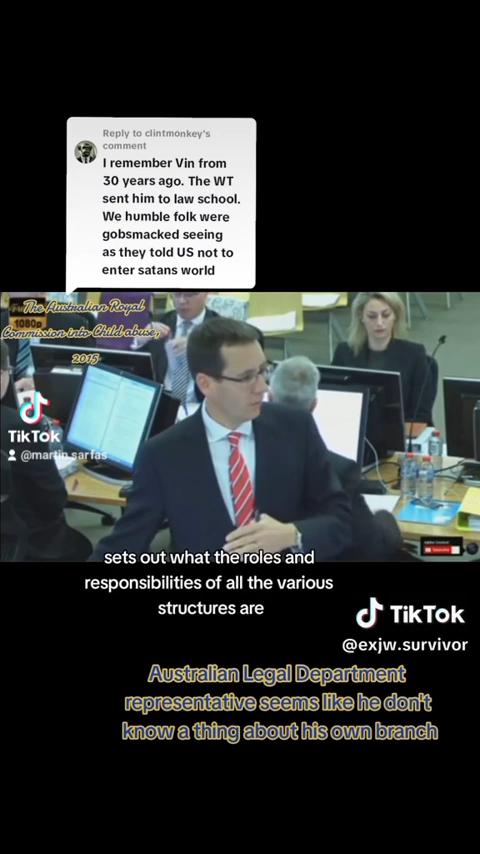 Reply to clintmonkey's
comment
I remember Vin from
30 years ago. The WT
sent him to law school.
We humble folk were
gobsmacked seeing
as they told US not to
enter satans world
The Australian Royal
1080p
Commission into Child abuse,
2015
TikTok
@martin.sarfas
sets out what the roles and
responsibilities of all the various
structures are
TikTok
@exjw.survivor
Australian Legal Department
representative seems like he don't
know a thing about his own branch